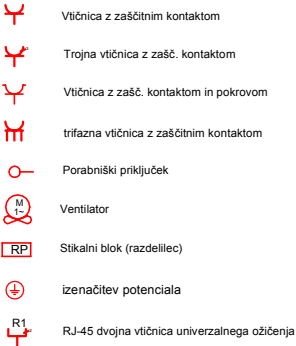 Vtičnica z zaščitnim kontaktom
Trojna vtičnica z zašč. kontaktom
Vtičnica z zašč. kontaktom in pokrovom
trifazna vtičnica z zaščitnim kontaktom
Porabniški priključek
M
1~
Ventilator
RP
Stikalni blok (razdelilec)
izenačitev potenciala
R1
RJ-45 dvojna vtičnica univerzalnega ožičenja